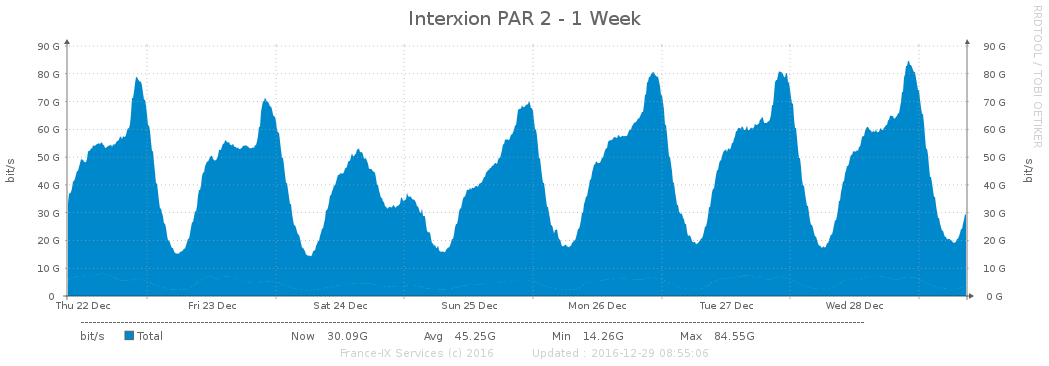 Interxion PAR 2 - 1 Week
RRDTOOL / TOBI OETIKER
90 G 90 G
80 G 80 G
70 G 70 G
60 G 60 G
50 G 50 G
40 G 40 G
30 G 30 G
20 G 20 G
10 G 10 G
0 0 G
bit/s
bit/s
Thu 22 Dec Fri 23 Dec Sat 24 Dec Sun 25 Dec Mon 26 Dec Tue 27 Dec Wed 28 Dec
bit/s Total Now 30.09G Avg 45.25G Min 14.26G Max 84.55G
France-IX Services (c) 2016 Updated : 2016-12-29 08:55:06